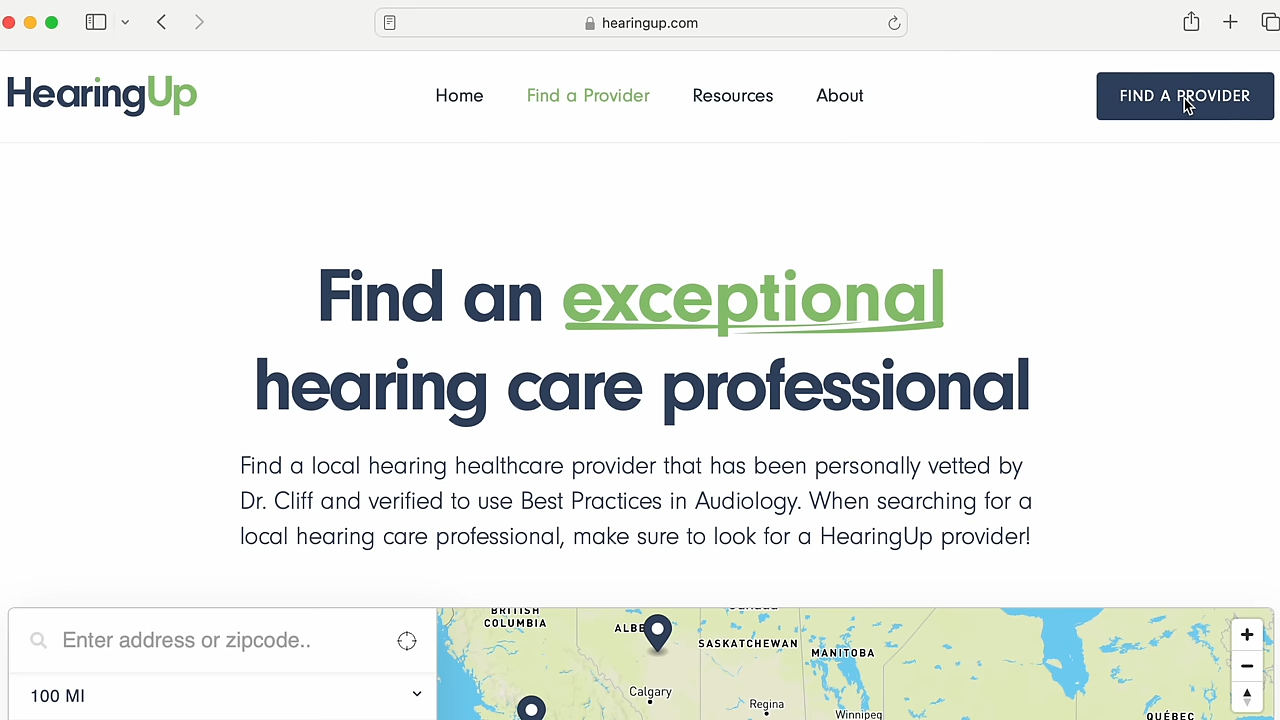 hearingup.com
HearingUp
Home
Find a Provider
Resources
About
FIND A PROVIDER
Find an exceptional
hearing care professional
Find a local hearing healthcare provider that has been personally vetted by
Dr. Cliff and verified to use Best Practices in Audiology. When searching for a
local hearing care professional, make sure to look for a HearingUp provider!
Enter address or zipcode..
100 MI
BRITISH
COLUMBIA
Canada
SASKATCHEWAN
MANITOBA
Calgary
Regina
Winnipeg
QUÉBEC